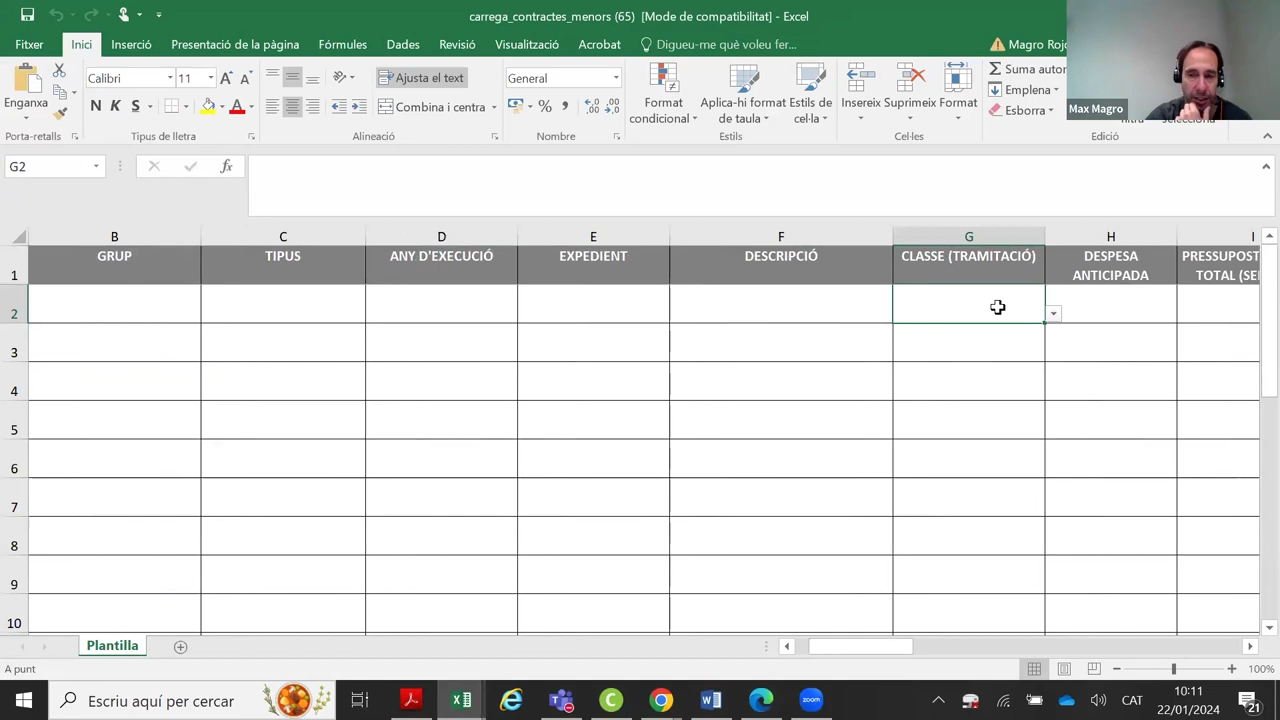 carrega_contractes_menors (65) [Mode de compatibilitat] - Excel
Fitxer Inici Inserció Presentació de la pàgina Fórmules Dades Revisió Visualització Acrobat Digueu-me què voleu fer... Magro Roj
Enganxa
Calibri 11
Ajusta el text
General
Format condicional
Aplica-hi format de taula
Estils de cel·la
Insereix
Suprimeix
Format
Suma autor
N K S
Combina i centra
Emplena
Esborra
Max Magro
Porta-retalls Tipus de lletra Alineació Nombre Estils Cel·les Edició
G2 fx
B C D E F G H I
1 GRUP TIPUS ANY D'EXECUCIÓ EXPEDIENT DESCRIPCIÓ CLASSE (TRAMITACIÓ) DESPESA ANTICIPADA PRESSUPOST TOTAL (SE
2
3
4
5
6
7
8
9
10
Plantilla
A punt 100%
Escriu aquí per cercar
zoom
CAT
10:11
22/01/2024
21